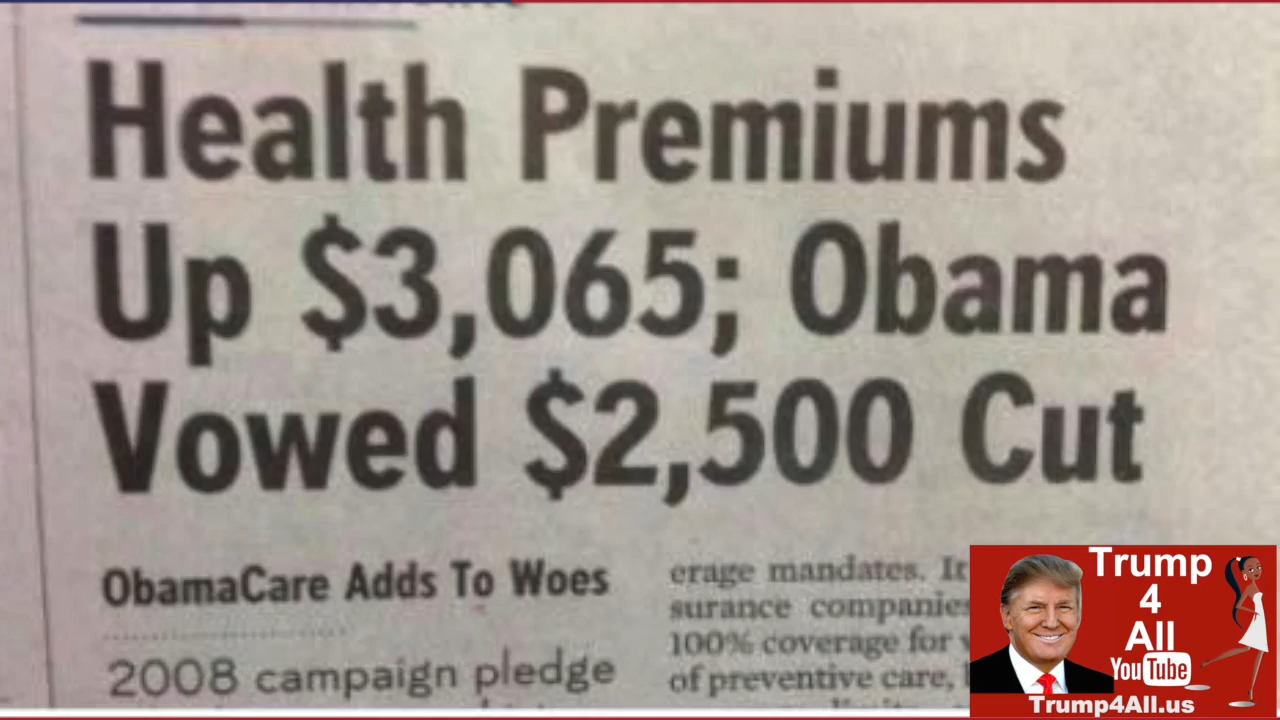 Health Premiums
Up $3,065; Obama
Vowed $2,500 Cut
ObamaCare Adds To Woes
2008 campaign pledge
erage mandates. It
surance companies
100% coverage for
of preventive care,
Trump
4
All
YouTube
Trump4All.us